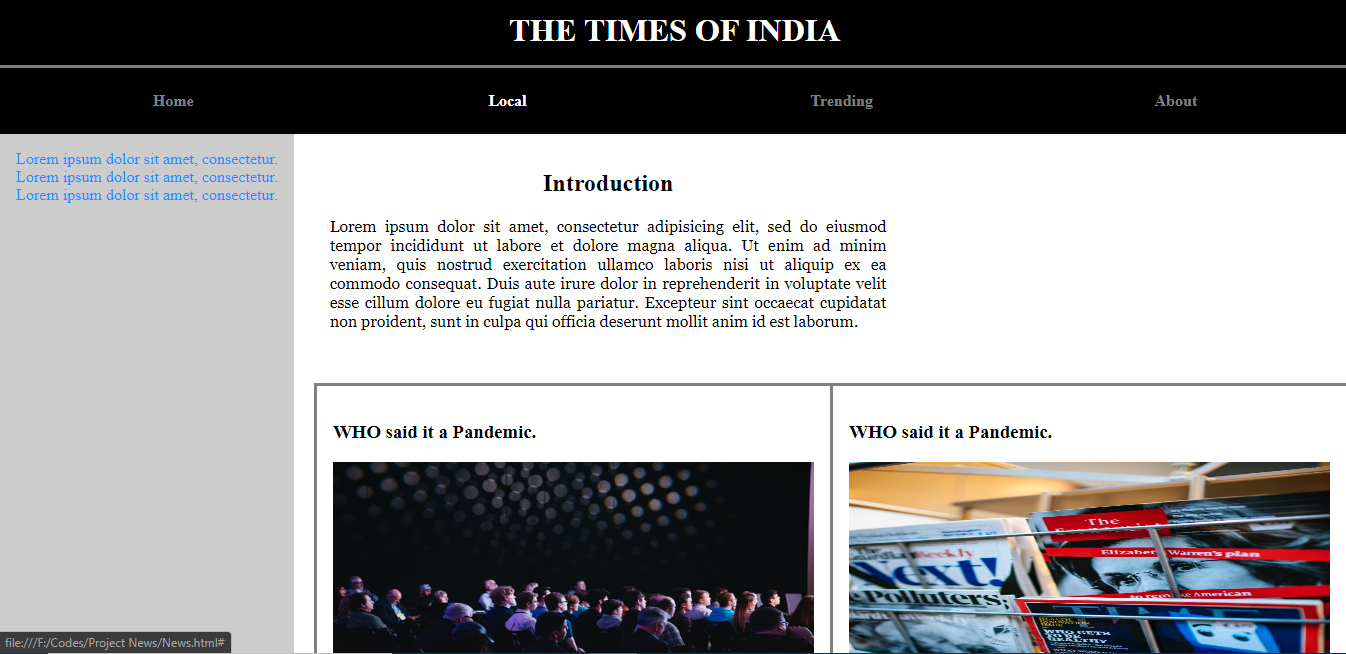 THE TIMES OF INDIA
Home
Local
Trending
About
Lorem ipsum dolor sit amet, consectetur.
Lorem ipsum dolor sit amet, consectetur.
Lorem ipsum dolor sit amet, consectetur.
Introduction
Lorem ipsum dolor sit amet, consectetur adipisicing elit, sed do eiusmod
tempor incididunt ut labore et dolore magna aliqua. Ut enim ad minim
veniam, quis nostrud exercitation ullamco laboris nisi ut aliquip ex ea
commodo consequat. Duis aute irure dolor in reprehenderit in voluptate velit
esse cillum dolore eu fugiat nulla pariatur. Excepteur sint occaecat cupidatat
non proident, sunt in culpa qui officia deserunt mollit anim id est laborum.
WHO said it a Pandemic.
WHO said it a Pandemic.
The
Elizabe Warren's plan
Weekly
Next!
Polluters;
American
WHO GETS
TO BE
HEALTHY
file:///F:/Codes/Project News/News.html#